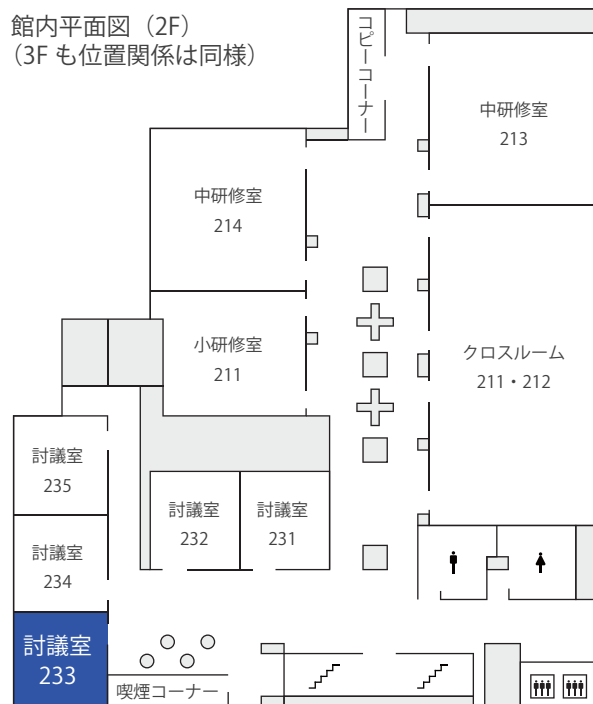 館内平面図（2F）
（3F も位置関係は同様）
コピーコーナー
中研修室
213
中研修室
214
小研修室
211
クロスルーム
211・212
討議室
235
討議室
232
討議室
231
討議室
234
討議室
233
喫煙コーナー